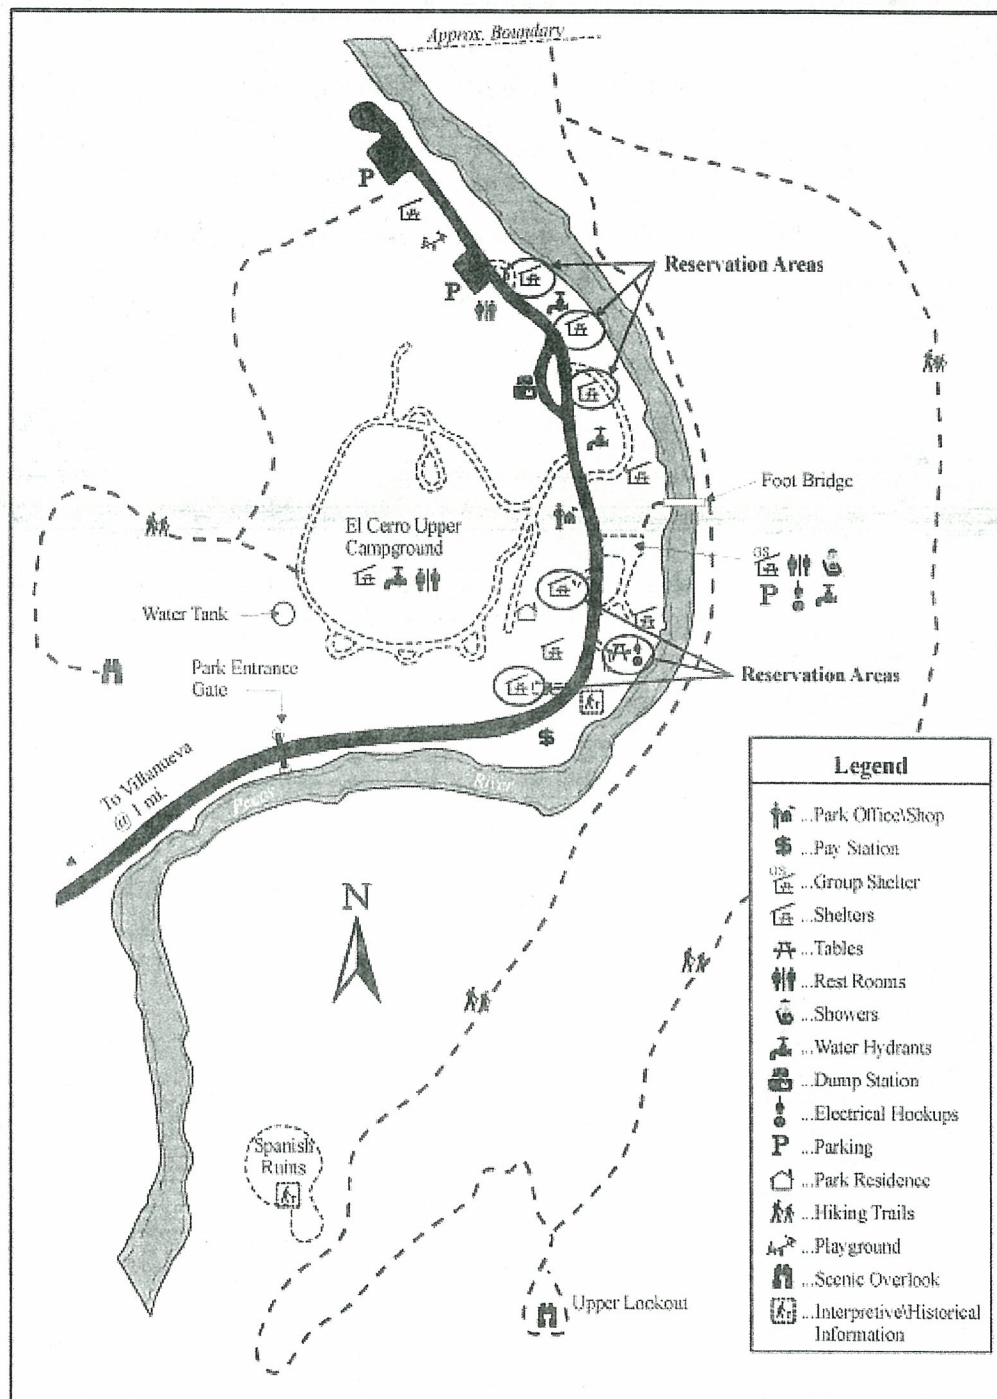 Approx. Boundary
P
Reservation Areas
P
Foot Bridge
El Cerro Upper
Campground
GS
P
Water Tank
Park Entrance
Gate
Reservation Areas
$
To Villanueva
@ 1 mi.
Pecos River
N
Spanish
Ruins
Upper Lookout
Legend
...Park Office\Shop
$ ...Pay Station
GS ...Group Shelter
...Shelters
...Tables
...Rest Rooms
...Showers
...Water Hydrants
...Dump Station
...Electrical Hookups
P ...Parking
...Park Residence
...Hiking Trails
...Playground
...Scenic Overlook
...Interpretive\Historical
Information